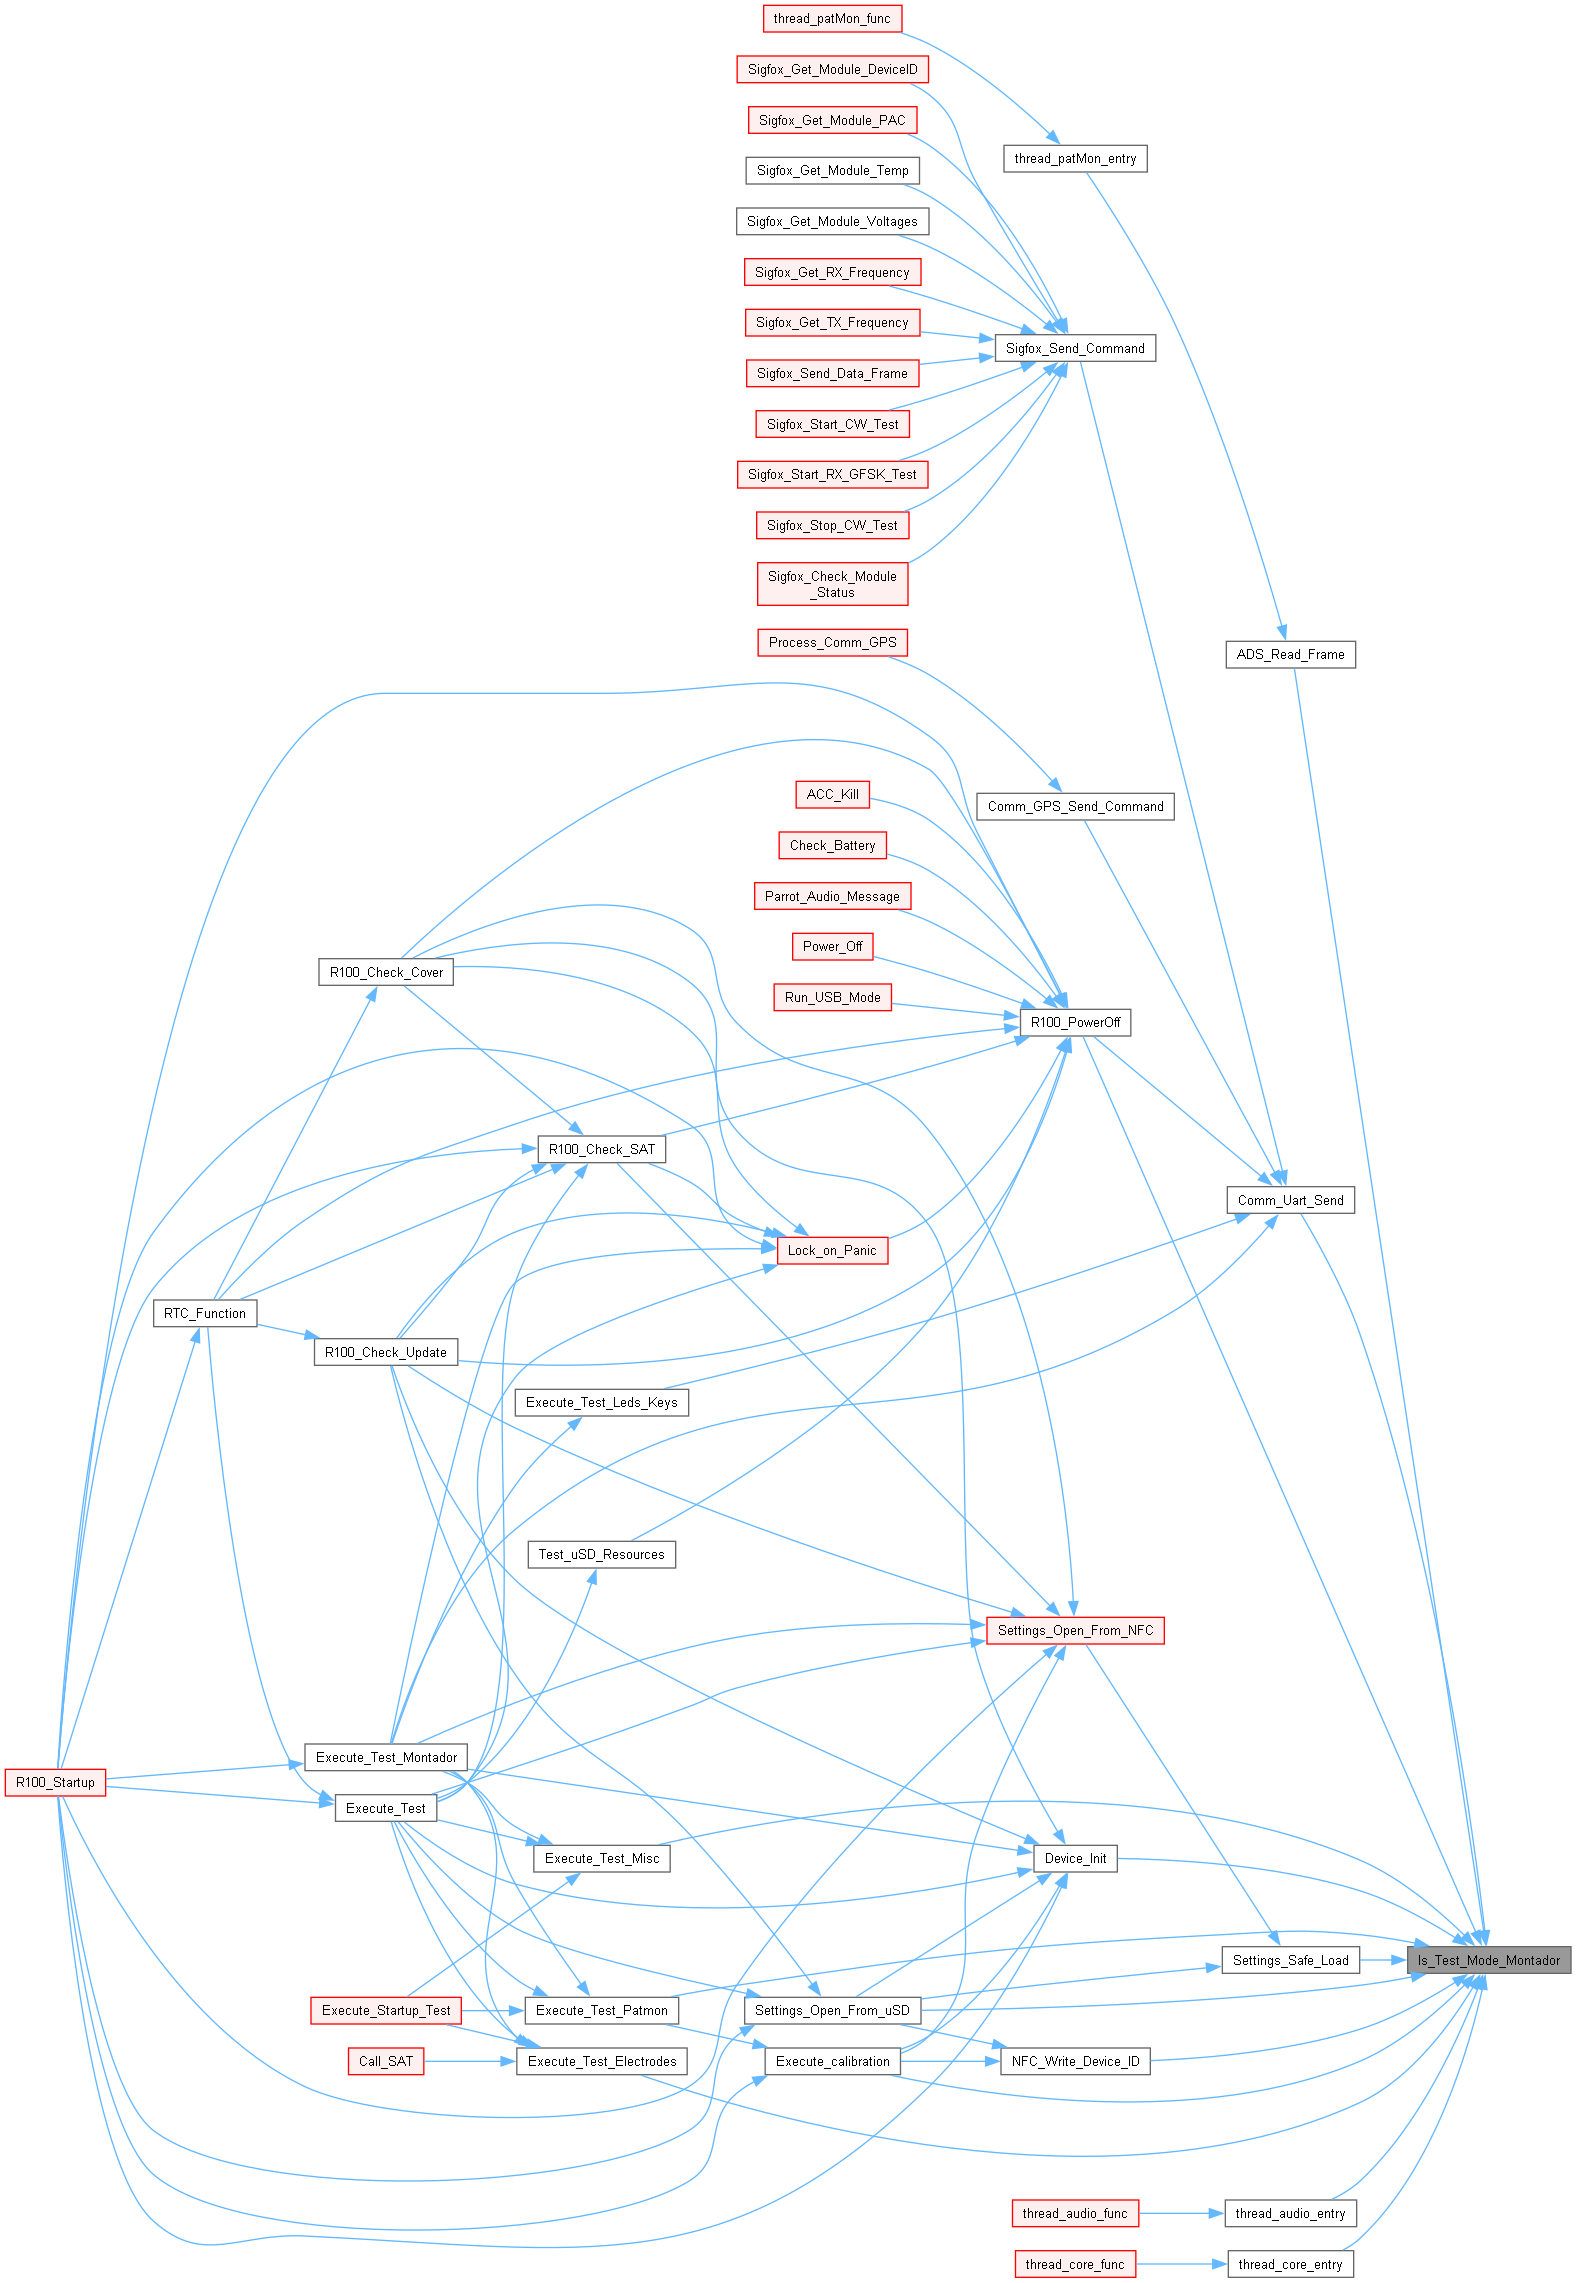 thread_patMon_func
Sigfox_Get_Module_DeviceID
Sigfox_Get_Module_PAC
thread_patMon_entry
Sigfox_Get_Module_Temp
Sigfox_Get_Module_Voltages
Sigfox_Get_RX_Frequency
Sigfox_Get_TX_Frequency
Sigfox_Send_Command
Sigfox_Send_Data_Frame
Sigfox_Start_CW_Test
Sigfox_Start_RX_GFSK_Test
Sigfox_Stop_CW_Test
Sigfox_Check_Module
_Status
Process_Comm_GPS
ADS_Read_Frame
ACC_Kill
Comm_GPS_Send_Command
Check_Battery
Parrot_Audio_Message
Power_Off
R100_Check_Cover
Run_USB_Mode
R100_PowerOff
R100_Check_SAT
Comm_Uart_Send
Lock_on_Panic
RTC_Function
R100_Check_Update
Execute_Test_Leds_Keys
Test_uSD_Resources
Settings_Open_From_NFC
Execute_Test_Montador
R100_Startup
Execute_Test
Execute_Test_Misc
Device_Init
Settings_Safe_Load
Is_Test_Mode_Montador
Execute_Startup_Test
Execute_Test_Patmon
Settings_Open_From_uSD
Call_SAT
Execute_Test_Electrodes
Execute_calibration
NFC_Write_Device_ID
thread_audio_func
thread_audio_entry
thread_core_func
thread_core_entry